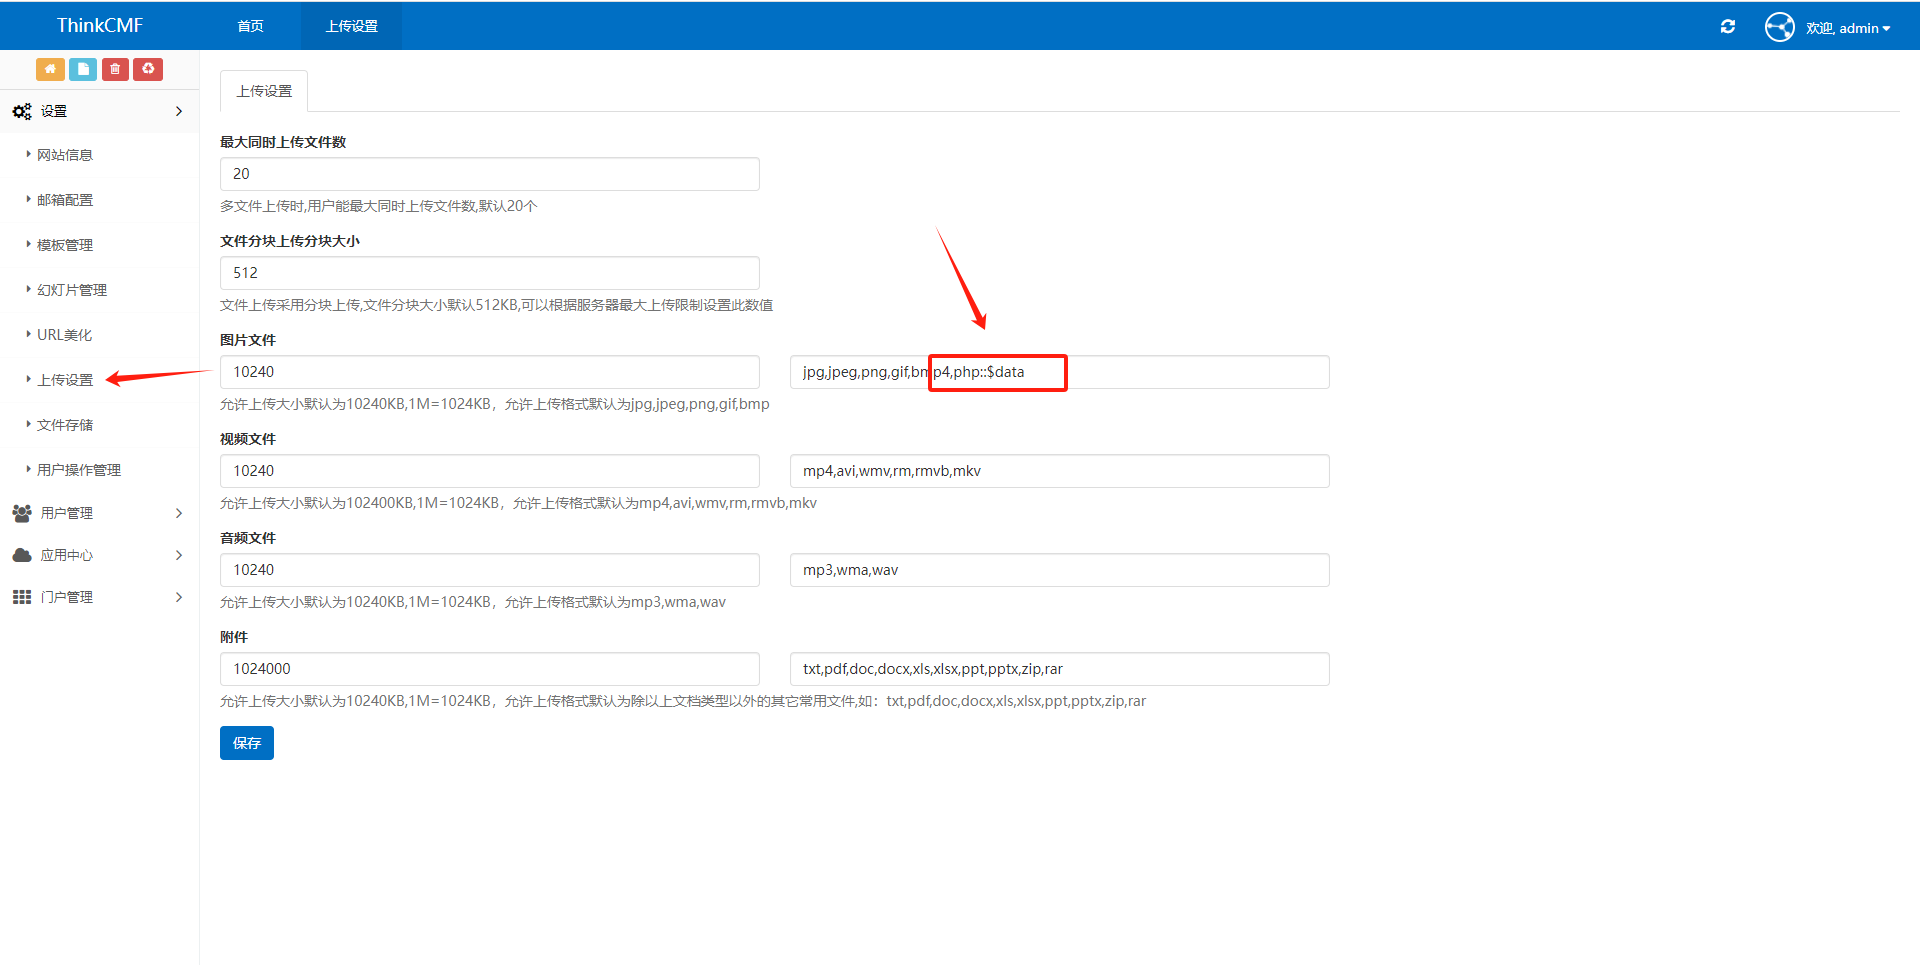 ThinkCMF
首页
上传设置
欢迎, admin
设置
网站信息
邮箱配置
模板管理
幻灯片管理
URL美化
上传设置
文件存储
用户操作管理
用户管理
应用中心
门户管理
上传设置
最大同时上传文件数
20
多文件上传时,用户能最大同时上传文件数,默认20个
文件分块上传分块大小
512
文件上传采用分块上传,文件分块大小默认512KB,可以根据服务器最大上传限制设置此数值
图片文件
10240
jpg,jpeg,png,gif,bmp4,php::$data
允许上传大小默认为10240KB,1M=1024KB，允许上传格式默认为jpg,jpeg,png,gif,bmp
视频文件
10240
mp4,avi,wmv,rm,rmvb,mkv
允许上传大小默认为102400KB,1M=1024KB，允许上传格式默认为mp4,avi,wmv,rm,rmvb,mkv
音频文件
10240
mp3,wma,wav
允许上传大小默认为10240KB,1M=1024KB，允许上传格式默认为mp3,wma,wav
附件
1024000
txt,pdf,doc,docx,xls,xlsx,ppt,pptx,zip,rar
允许上传大小默认为10240KB,1M=1024KB，允许上传格式默认为除以上文档类型以外的其它常用文件,如：txt,pdf,doc,docx,xls,xlsx,ppt,pptx,zip,rar
保存